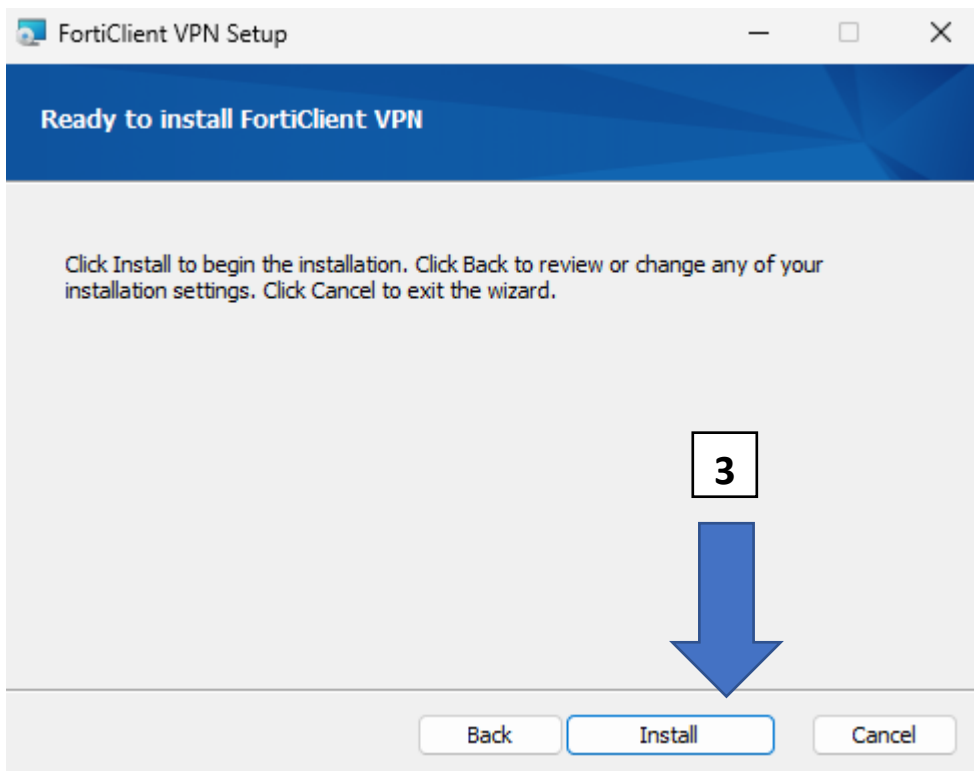 FortiClient VPN Setup
Ready to install FortiClient VPN
Click Install to begin the installation. Click Back to review or change any of your
installation settings. Click Cancel to exit the wizard.
3
Back Install Cancel